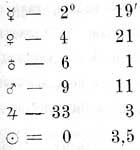 ☿ — 2° 19′
♀ — 4 21
♁ — 6 1
♂ — 9 11
♃ — 33 3
☉ = 0 3,5